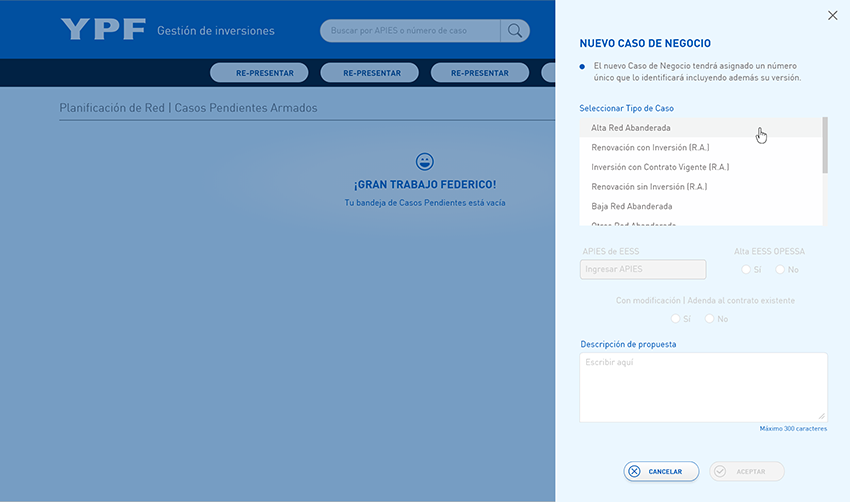 YPF
Gestión de inversiones
Buscar por APIES o número de caso
RE-PRESENTAR
RE-PRESENTAR
RE-PRESENTAR
Planificación de Red | Casos Pendientes Armados
¡GRAN TRABAJO FEDERICO!
Tu bandeja de Casos Pendientes está vacía
NUEVO CASO DE NEGOCIO
El nuevo Caso de Negocio tendrá asignado un número
único que lo identificará incluyendo además su versión.
Seleccionar Tipo de Caso
Alta Red Abanderada
Renovación con Inversión (R.A.)
Inversión con Contrato Vigente (R.A.)
Renovación sin Inversión (R.A.)
Baja Red Abanderada
Otros Red Abanderada
APIES de EESS
Alta EESS OPESSA
Ingresar APIES
Sí
No
Con modificación | Adenda al contrato existente
Sí
No
Descripción de propuesta
Escribir aquí
Máximo 300 caracteres
CANCELAR
ACEPTAR